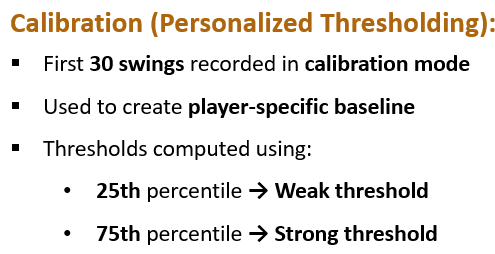 Calibration (Personalized Thresholding):
▪ First 30 swings recorded in calibration mode
▪ Used to create player-specific baseline
▪ Thresholds computed using:
• 25th percentile → Weak threshold
• 75th percentile → Strong threshold